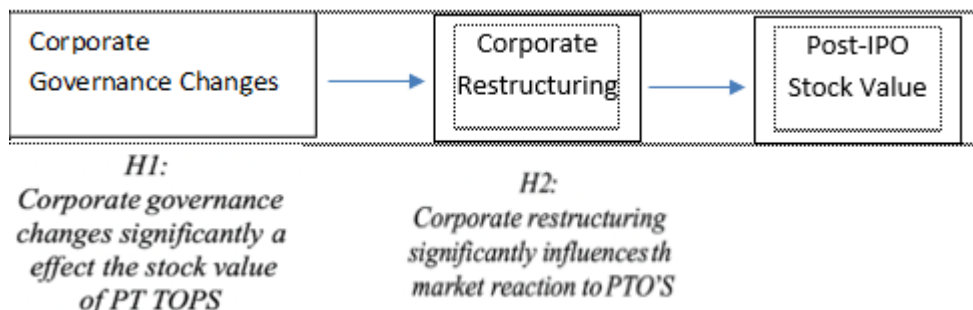 Corporate
Governance Changes
Corporate
Restructuring
Post-IPO
Stock Value
H1:
Corporate governance
changes significantly a
effect the stock value
of PT TOPS
H2:
Corporate restructuring
significantly influences th
market reaction to PTO'S